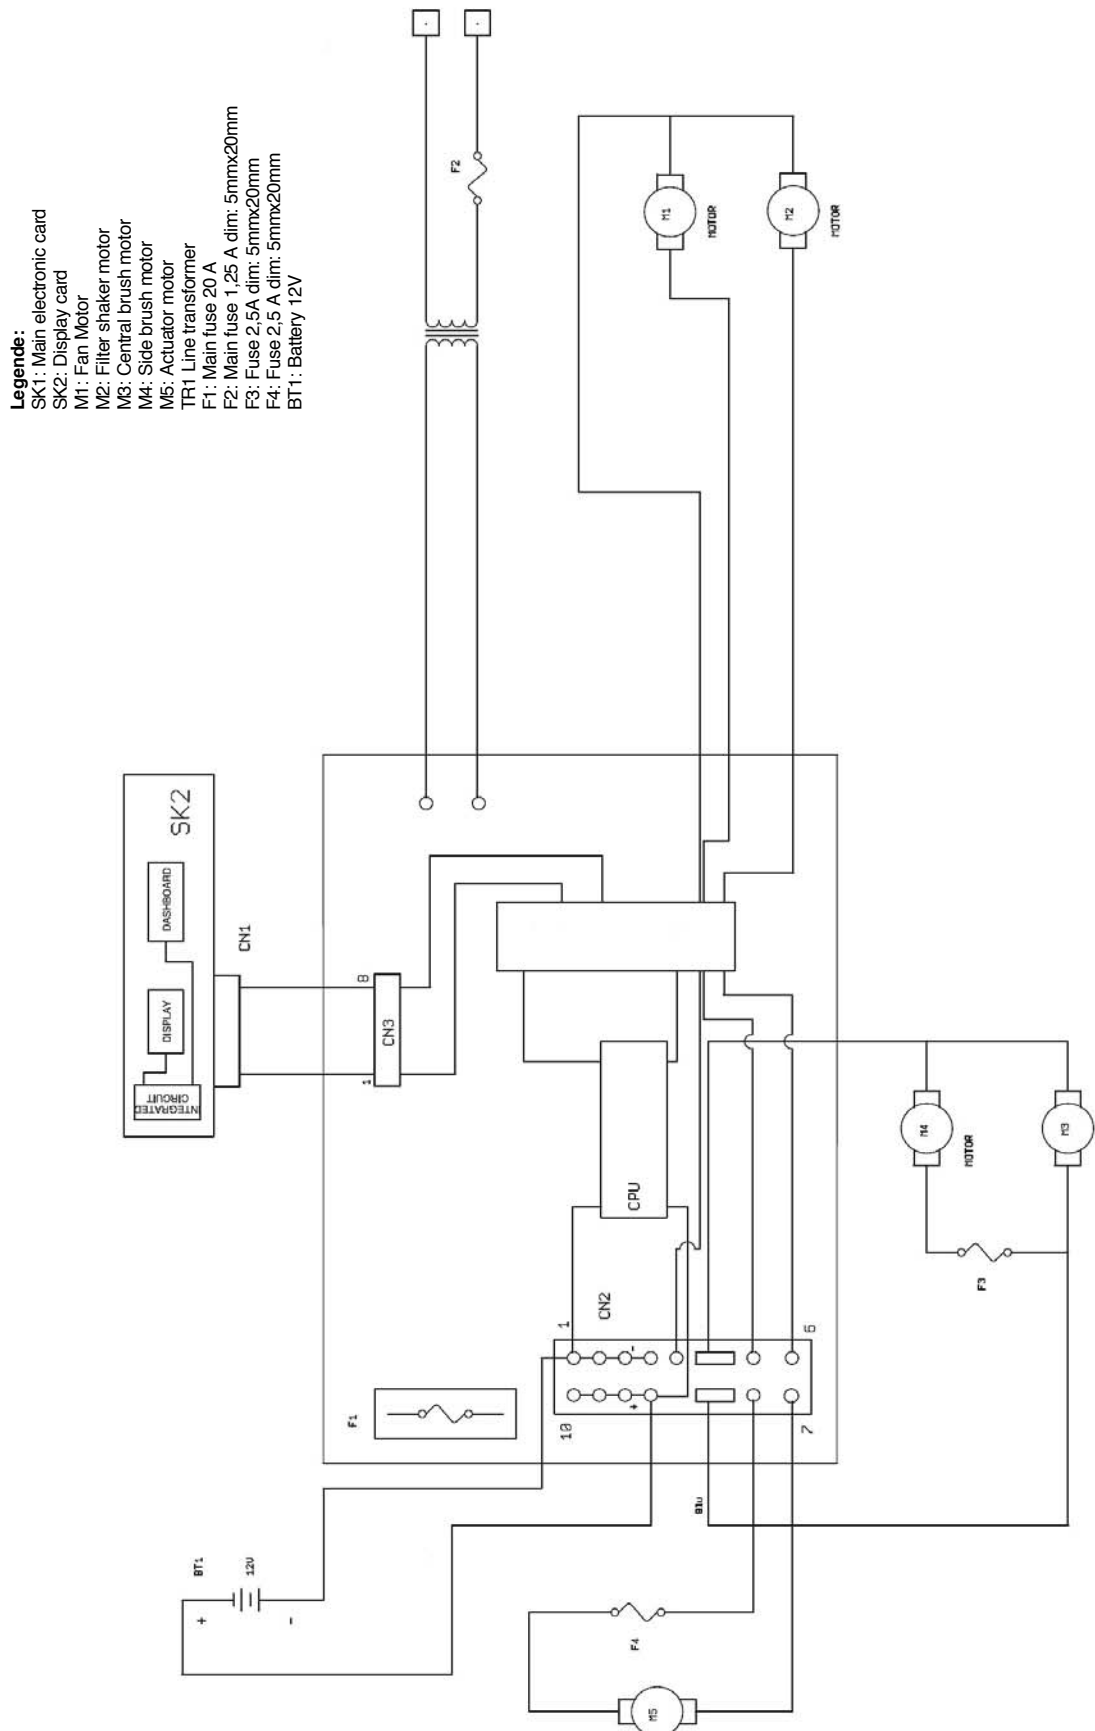 Legende:
SK1: Main electronic card
SK2: Display card
M1: Fan Motor
M2: Filter shaker motor
M3: Central brush motor
M4: Side brush motor
M5: Actuator motor
TR1 Line transformer
F1: Main fuse 20 A
F2: Main fuse 1,25 A dim: 5mmx20mm
F3: Fuse 2,5A dim: 5mmx20mm
F4: Fuse 2,5 A dim: 5mmx20mm
BT1: Battery 12V
F2
M1
MOTOR
M2
MOTOR
SK2
DASHBOARD
DISPLAY
INTEGRATED
CIRCUIT
CN1
8
CN3
1
CPU
M4
MOTOR
M3
F3
CN2
1
6
-
+
10
7
F1
Blu
BT1
12V
+
-
F4
M5